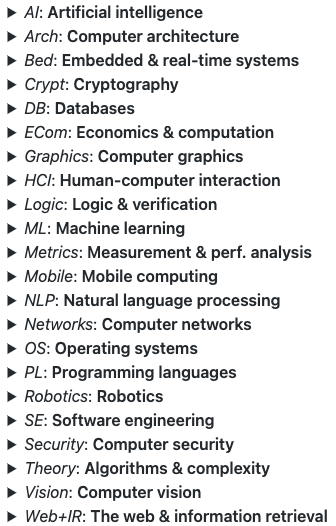 ▶ AI: Artificial intelligence
▶ Arch: Computer architecture
▶ Bed: Embedded & real-time systems
▶ Crypt: Cryptography
▶ DB: Databases
▶ ECom: Economics & computation
▶ Graphics: Computer graphics
▶ HCI: Human-computer interaction
▶ Logic: Logic & verification
▶ ML: Machine learning
▶ Metrics: Measurement & perf. analysis
▶ Mobile: Mobile computing
▶ NLP: Natural language processing
▶ Networks: Computer networks
▶ OS: Operating systems
▶ PL: Programming languages
▶ Robotics: Robotics
▶ SE: Software engineering
▶ Security: Computer security
▶ Theory: Algorithms & complexity
▶ Vision: Computer vision
▶ Web+IR: The web & information retrieval